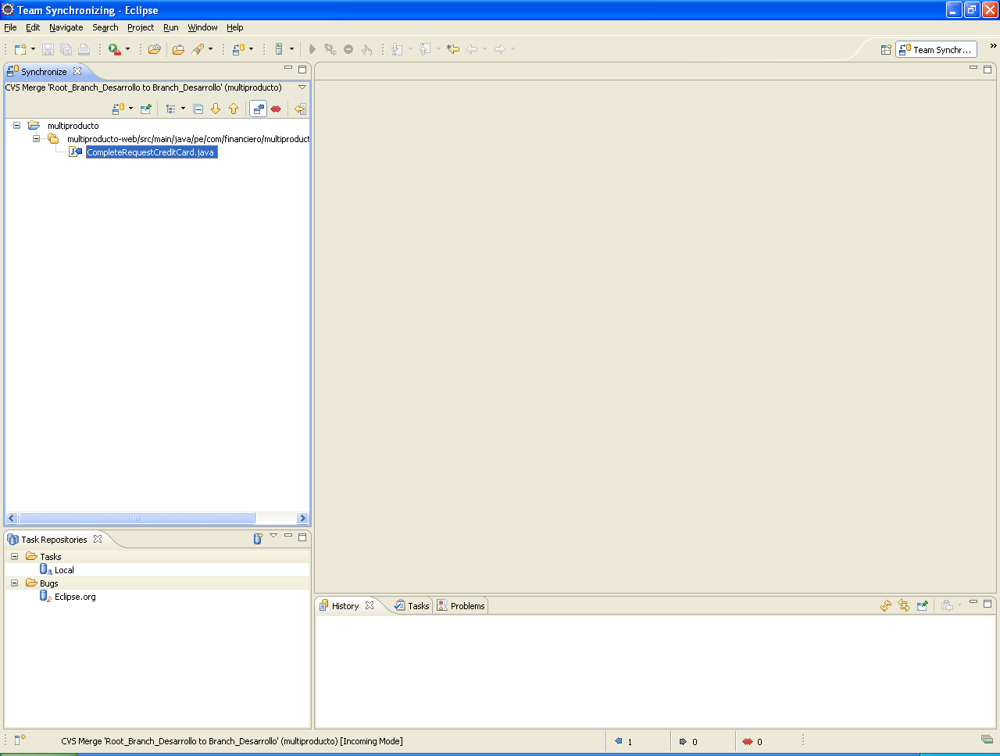 Team Synchronizing - Eclipse
File Edit Navigate Search Project Run Window Help
Team Synchr...
Synchronize
CVS Merge 'Root_Branch_Desarrollo to Branch_Desarrollo' (multiproducto)
multiproducto
multiproducto-web/src/main/java/pe/com/financiero/multiproduct
CompleteRequestCreditCard.java
Task Repositories
Tasks
Local
Bugs
Eclipse.org
History Tasks Problems
CVS Merge 'Root_Branch_Desarrollo to Branch_Desarrollo' (multiproducto) [Incoming Mode] 1 0 0